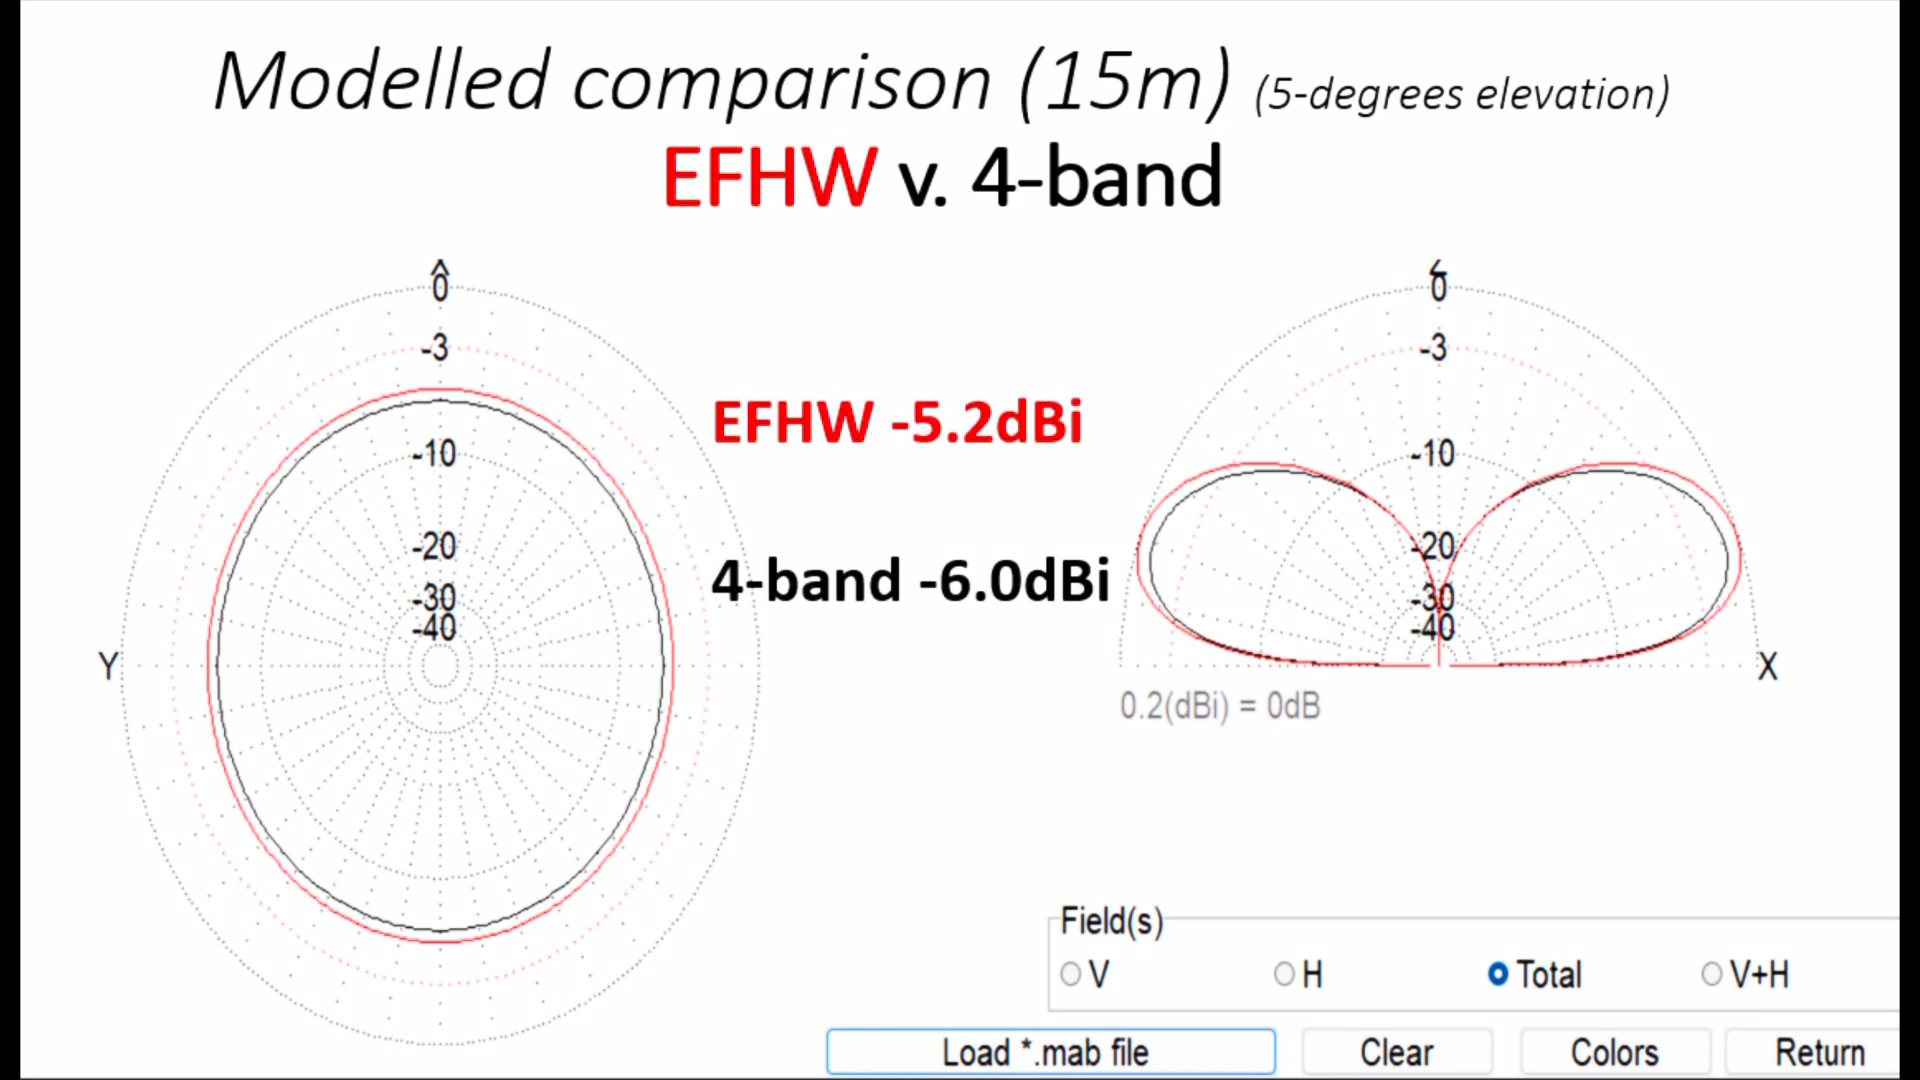 Modelled comparison (15m) (5-degrees elevation)
EFHW v. 4-band
0
-3
-10
-20
-30
-40
Y
EFHW -5.2dBi
4-band -6.0dBi
0
-3
-10
-20
-30
-40
X
0.2(dBi) = 0dB
Field(s)
V H Total V+H
Load *.mab file Clear Colors Return